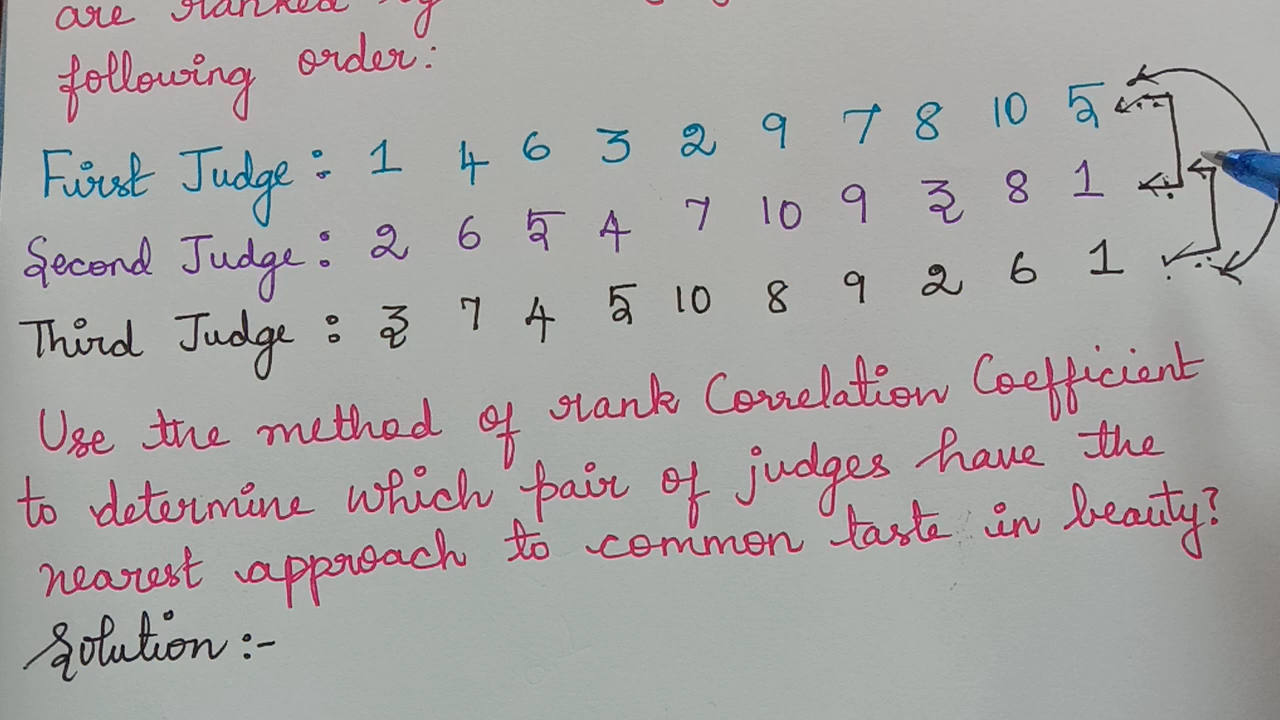 are ranked by
following order:
First Judge : 1 4 6 3 2 9 7 8 10 5
Second Judge : 2 6 5 4 7 10 9 3 8 1
Third Judge : 3 7 4 5 10 8 9 2 6 1
Use the method of rank Correlation Coefficient
to determine which pair of judges have the
nearest approach to common taste in beauty?
Solution :-